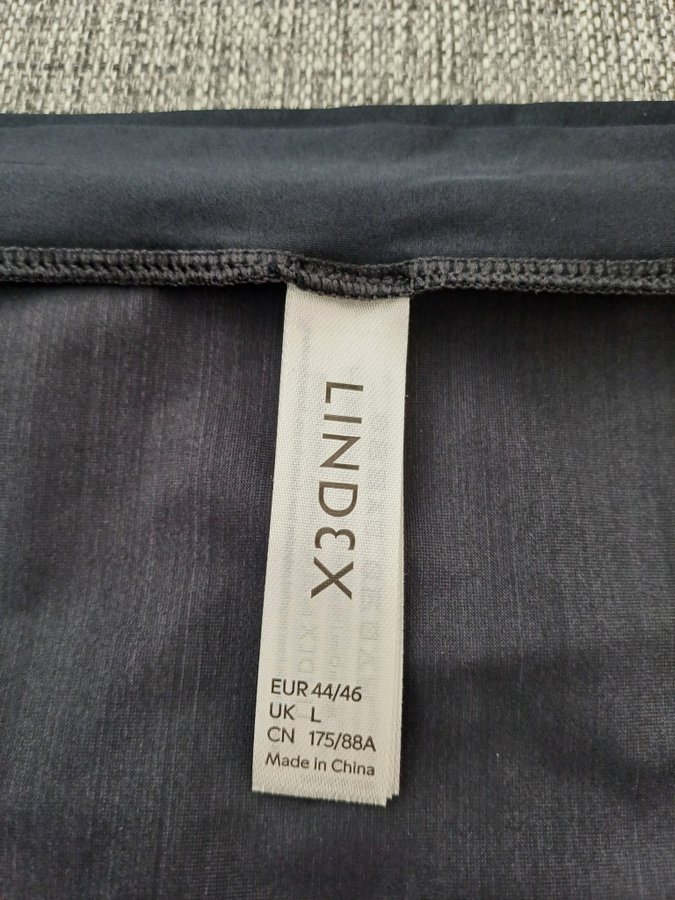 LINDEX
EUR 44/46
UK L
CN 175/88A
Made in China